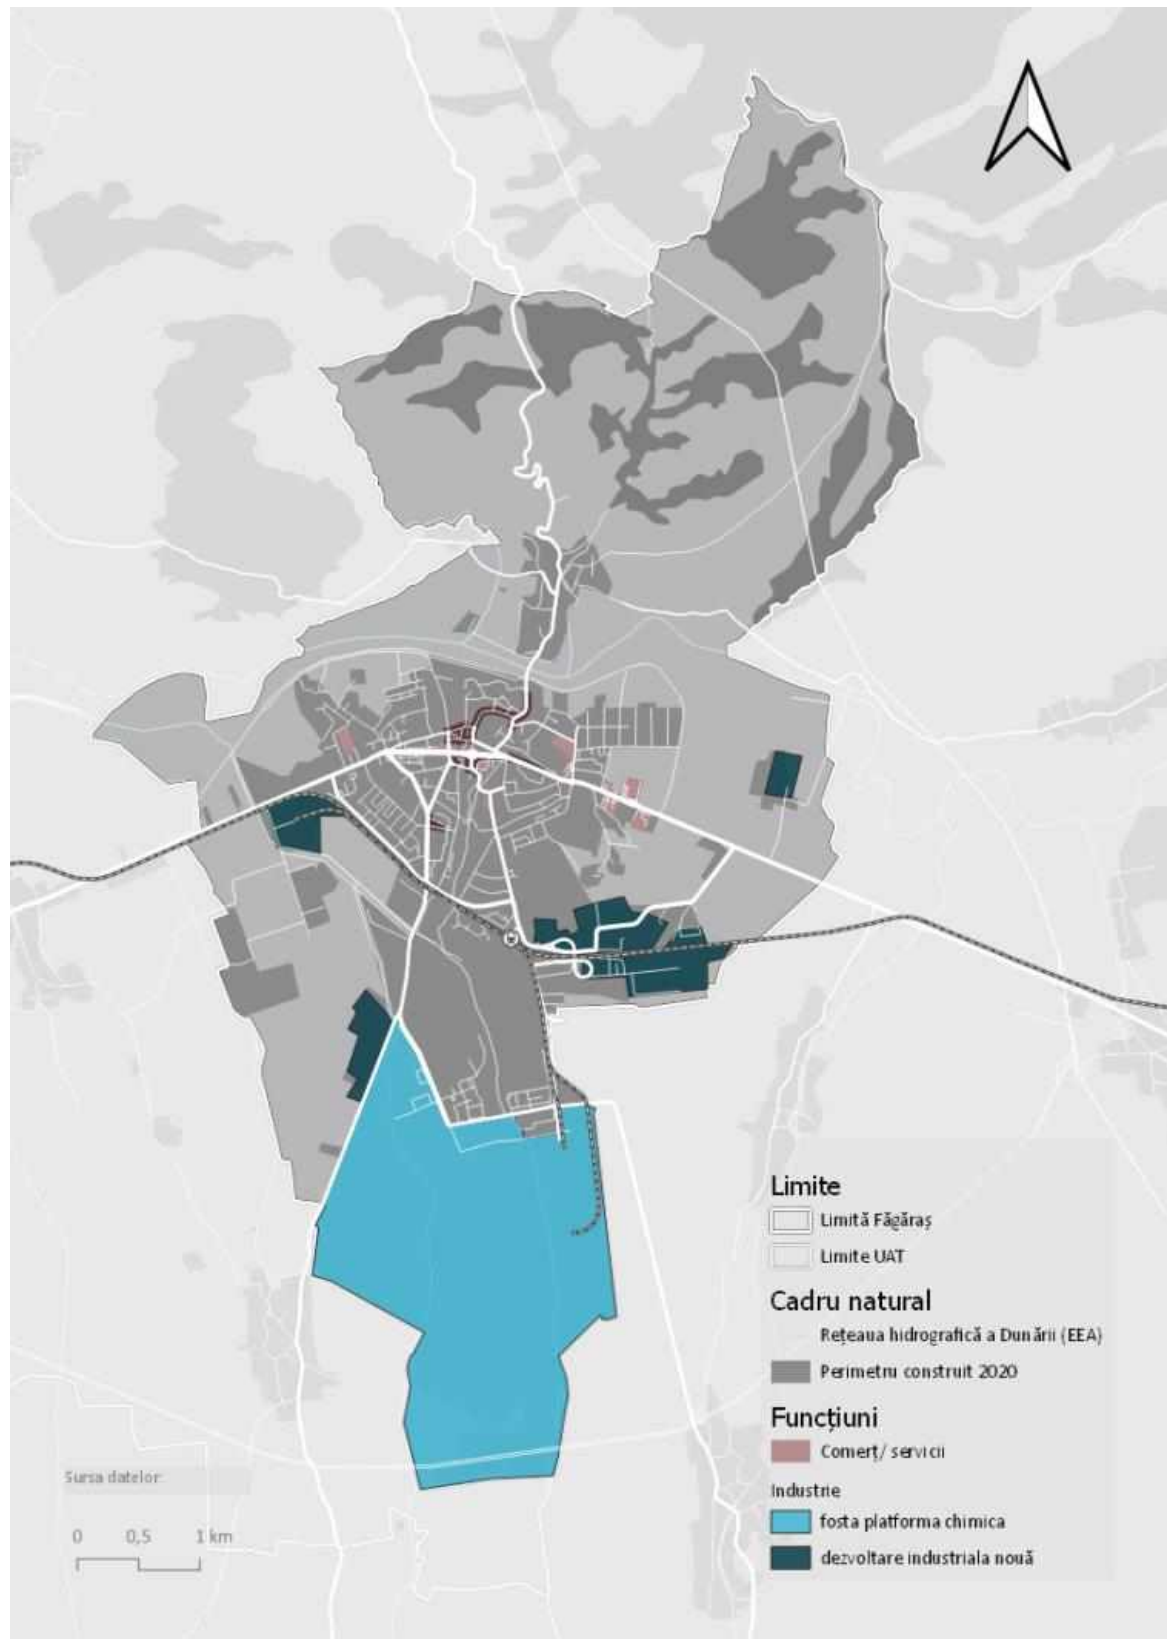 Limite
Limită Făgăraș
Limite UAT
Cadru natural
Rețeaua hidrografică a Dunării (EEA)
Perimetru construit 2020
Funcțiuni
Comerț/ servicii
Industrie
fosta platforma chimica
dezvoltare industriala nouă
Sursa datelor:
0 0,5 1 km